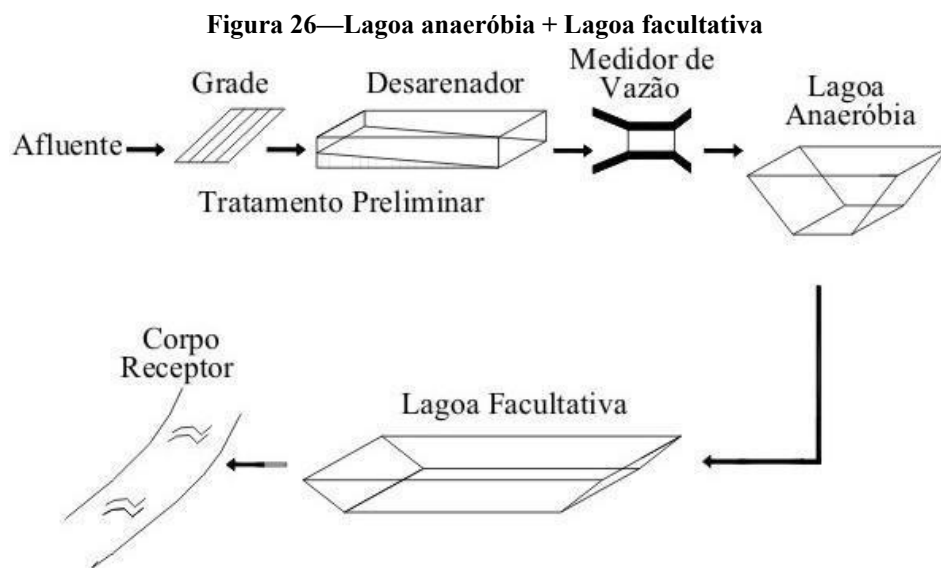 Figura 26—Lagoa anaeróbia + Lagoa facultativa
Afluente
Grade
Desarenador
Tratamento Preliminar
Medidor de
Vazão
Lagoa
Anaeróbia
Lagoa Facultativa
Corpo
Receptor